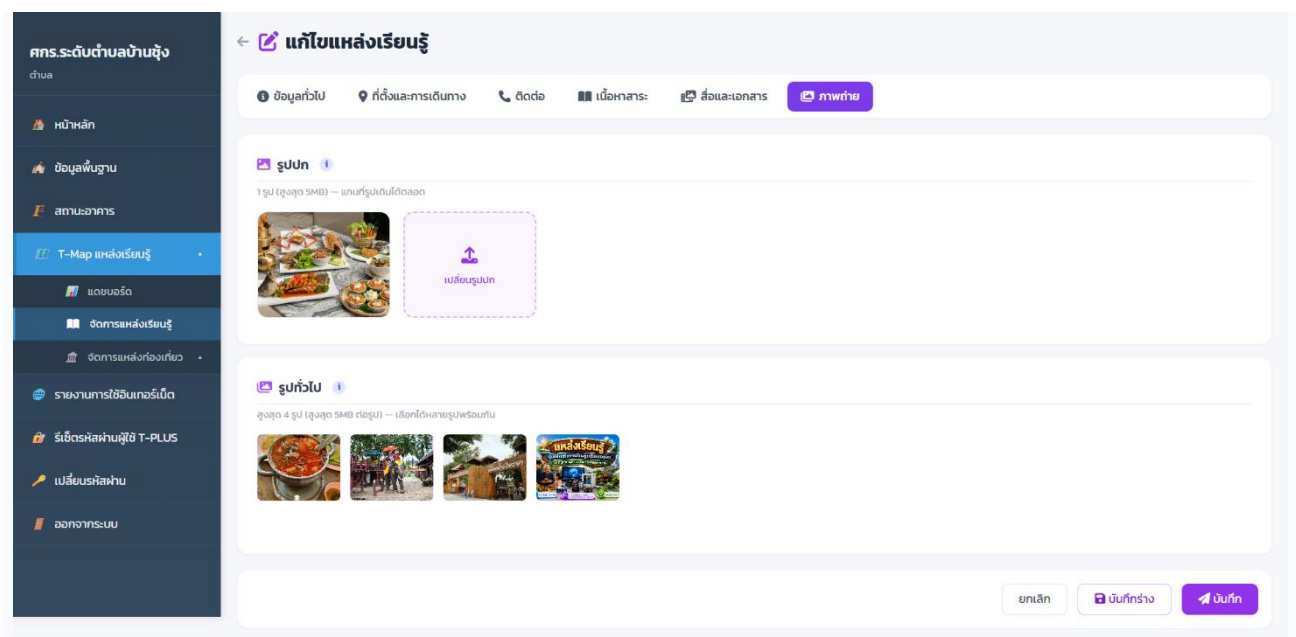 ศกร.ระดับตำบลบ้านชุ้ง
ตำบล
หน้าหลัก
ข้อมูลพื้นฐาน
สถานะอาคาร
T-Map แหล่งเรียนรู้
แดชบอร์ด
จัดการแหล่งเรียนรู้
จัดการแหล่งท่องเที่ยว
รายงานการใช้อินเทอร์เน็ต
รีเซ็ตรหัสผ่านผู้ใช้ T-PLUS
เปลี่ยนรหัสผ่าน
ออกจากระบบ
แก้ไขแหล่งเรียนรู้
ข้อมูลทั่วไป ที่ตั้งและการเดินทาง ติดต่อ เนื้อหาสาระ สื่อและเอกสาร ภาพถ่าย
รูปปก
1 รูป (สูงสุด 5MB) — แทนที่รูปเดิมได้ตลอด
เปลี่ยนรูปปก
รูปทั่วไป
สูงสุด 4 รูป (สูงสุด 5MB ต่อรูป) — เลือกได้หลายรูปพร้อมกัน
แหล่งเรียนรู้
ยกเลิก บันทึกร่าง บันทึก